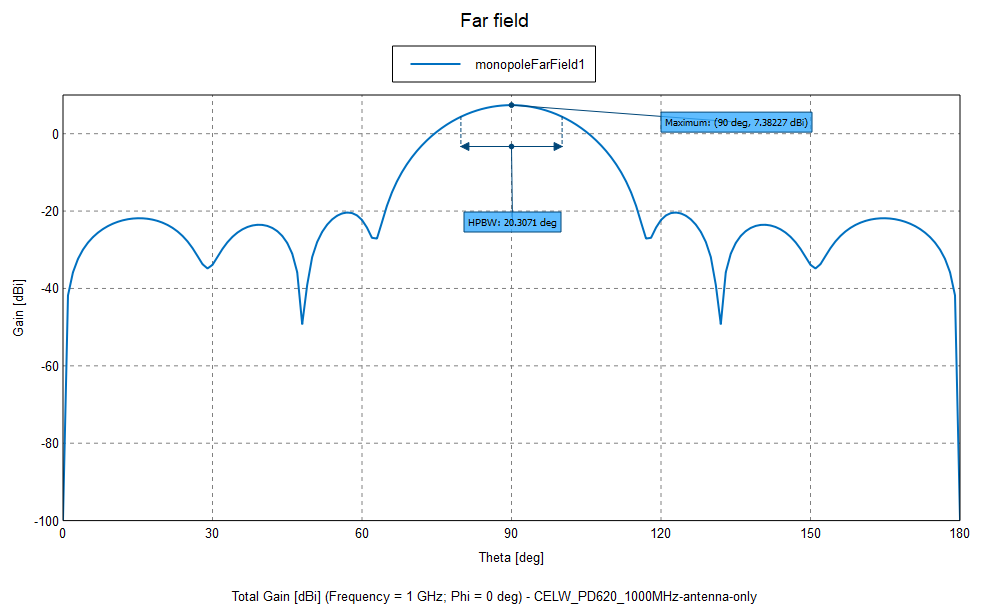 Far field
monopoleFarField1
Maximum: (90 deg, 7.38227 dBi)
HPBW: 20.3071 deg
Gain [dBi]
0
-20
-40
-60
-80
-100
0 30 60 90 120 150 180
Theta [deg]
Total Gain [dBi] (Frequency = 1 GHz; Phi = 0 deg) - CELW_PD620_1000MHz-antenna-only